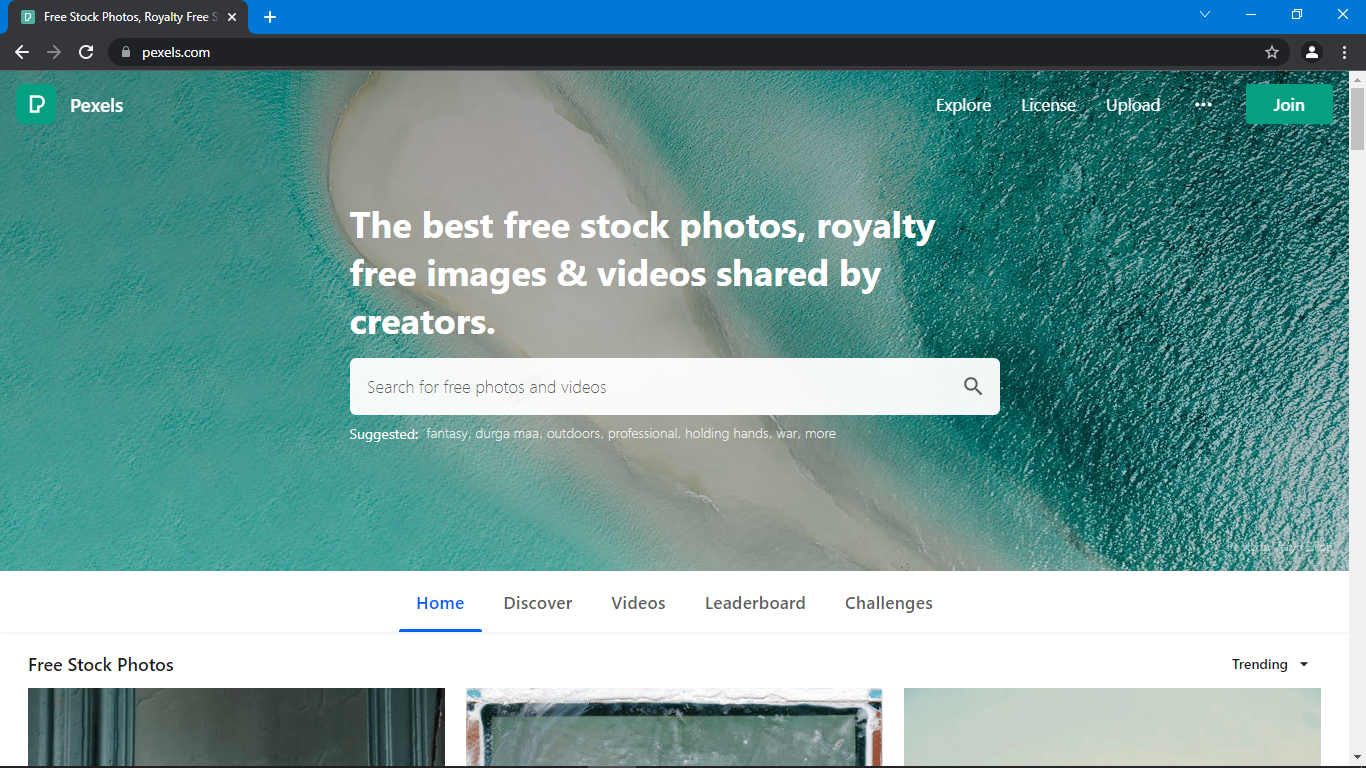 Free Stock Photos, Royalty Free S
pexels.com
Pexels
Explore
License
Upload
Join
The best free stock photos, royalty
free images & videos shared by
creators.
Search for free photos and videos
Suggested: fantasy, durga maa, outdoors, professional, holding hands, war, more
Home
Discover
Videos
Leaderboard
Challenges
Free Stock Photos
Trending